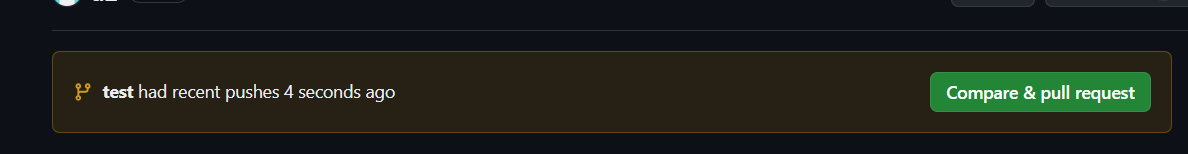 test had recent pushes 4 seconds ago
Compare & pull request